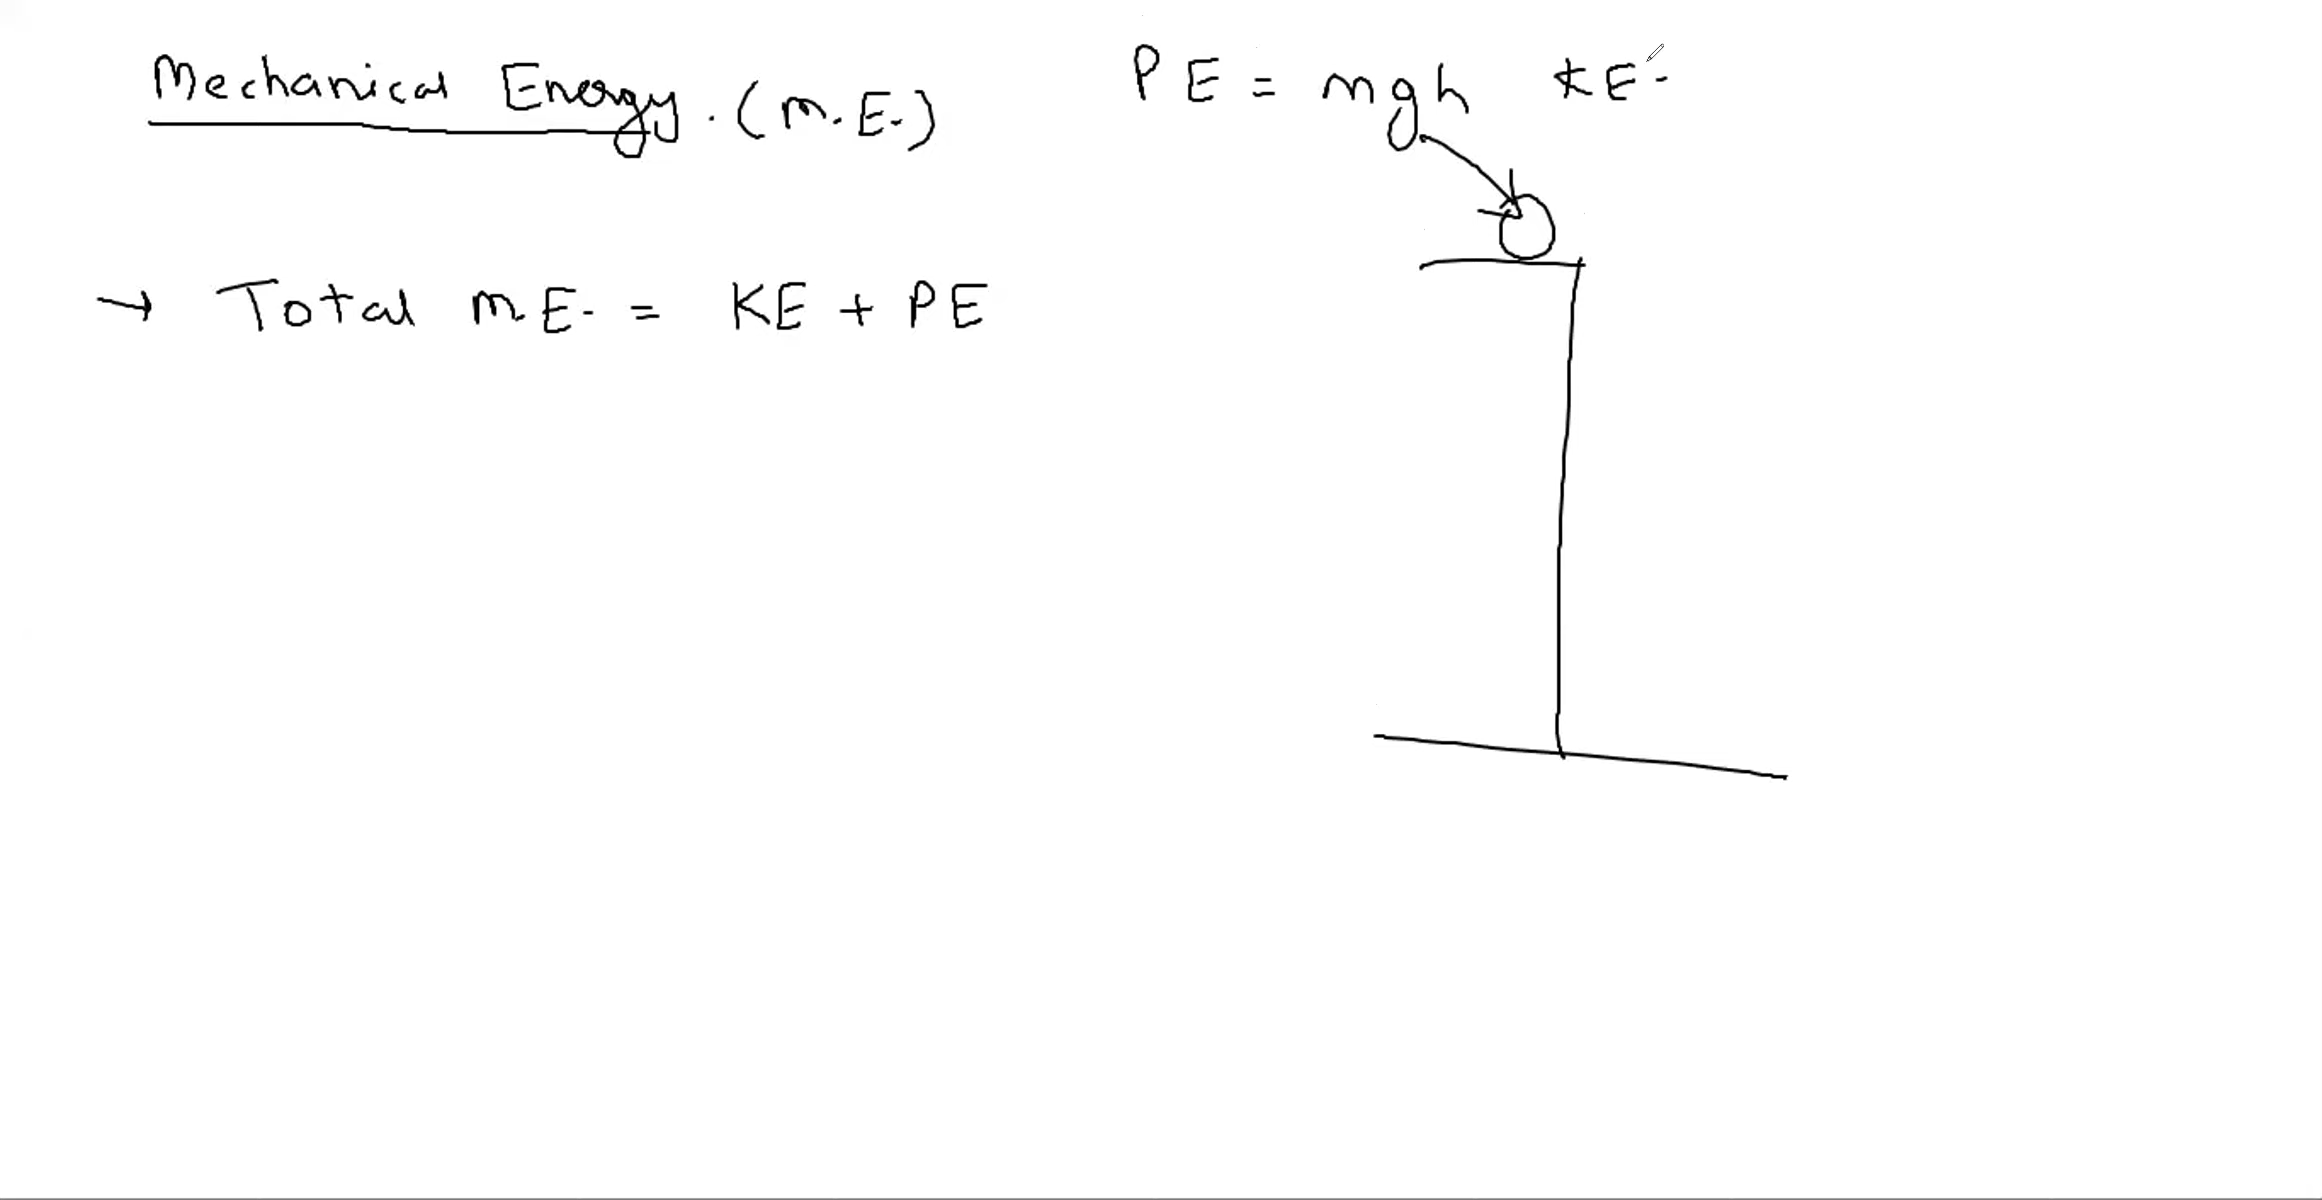 Mechanical Energy. (M.E.)
PE = mgh KE -
→ Total M.E. = KE + PE